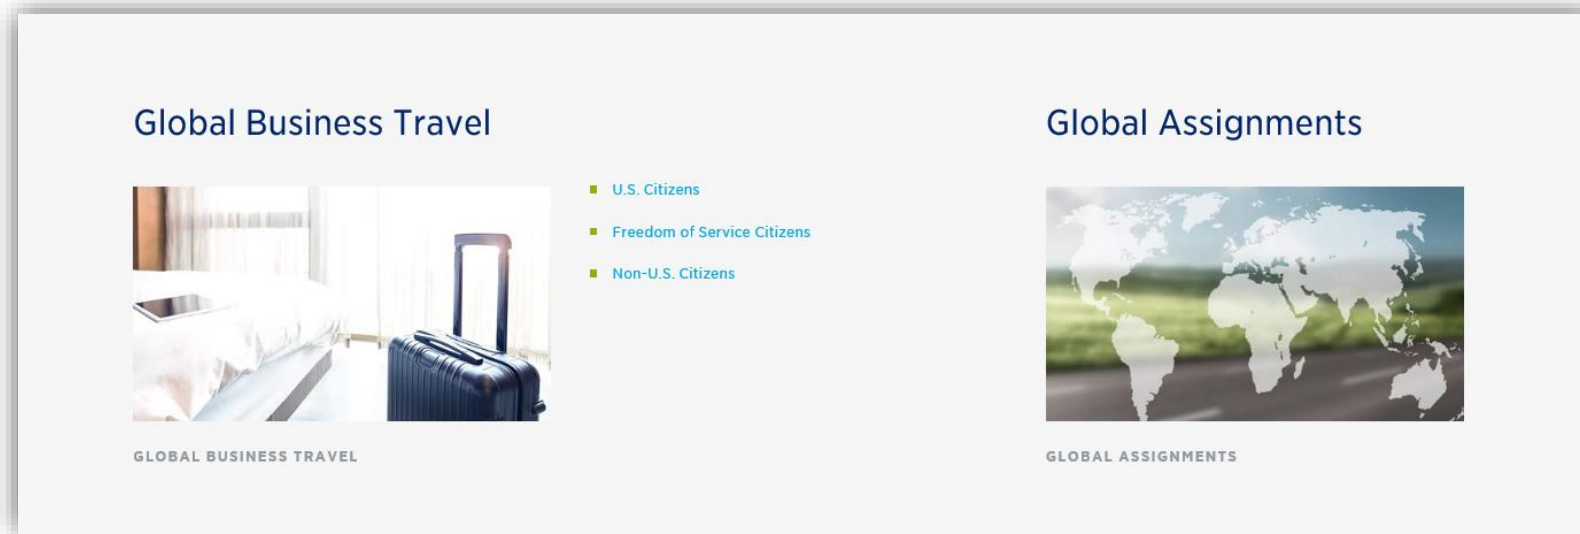 Global Business Travel
U.S. Citizens
Freedom of Service Citizens
Non-U.S. Citizens
GLOBAL BUSINESS TRAVEL
Global Assignments
GLOBAL ASSIGNMENTS